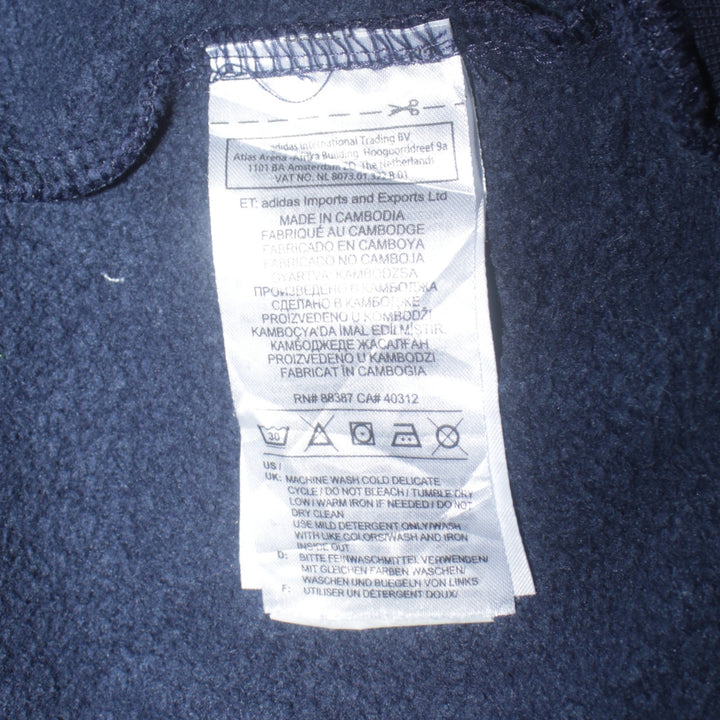 adidas International Trading BV
Atlas Arena -Africa Building Hoogoorddreef 9a
1101 BA Amsterdam ZO The Netherlands
VAT NO. NL 8073.01.322.B.01
ET: adidas Imports and Exports Ltd
MADE IN CAMBODIA
FABRIQUÉ AU CAMBODGE
FABRICADO EN CAMBOYA
FABRICADO NO CAMBOJA
GYÁRTVA: KAMBODZSA
ПРОИЗВЕДЕНО В КАМБОДЖА
СДЕЛАНО В КАМБОДЖЕ
PROIZVEDENO U KOMBODŽI
KAMBOÇYA'DA İMAL EDİLMİŞTİR.
КАМБОДЖЕДЕ ЖАСАЛҒАН
PROIZVEDENO V KAMBODZI
FABRICAT ÎN CAMBOGIA
RN# 88387 CA# 40312
30
US /
UK: MACHINE WASH COLD DELICATE
CYCLE / DO NOT BLEACH / TUMBLE DRY
LOW / WARM IRON IF NEEDED / DO NOT
DRY CLEAN
USE MILD DETERGENT ONLY/WASH
WITH LIKE COLORS/WASH AND IRON
INSIDE OUT
D: BITTE FEINWASCHMITTEL VERWENDEN/
MIT GLEICHEN FARBEN WASCHEN/
WASCHEN UND BUEGELN VON LINKS
F: UTILISER UN DÉTERGENT DOUX/